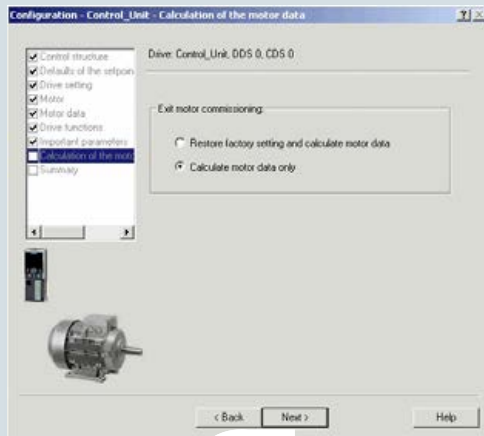 Configuration - Control_Unit - Calculation of the motor data
Control structure
Defaults of the setpoin
Drive setting
Motor
Motor data
Drive functions
Important parameters
Calculation of the moto
Summary
Drive: Control_Unit, DDS 0, CDS 0
Exit motor commissioning:
Restore factory setting and calculate motor data
Calculate motor data only
< Back
Next >
Help